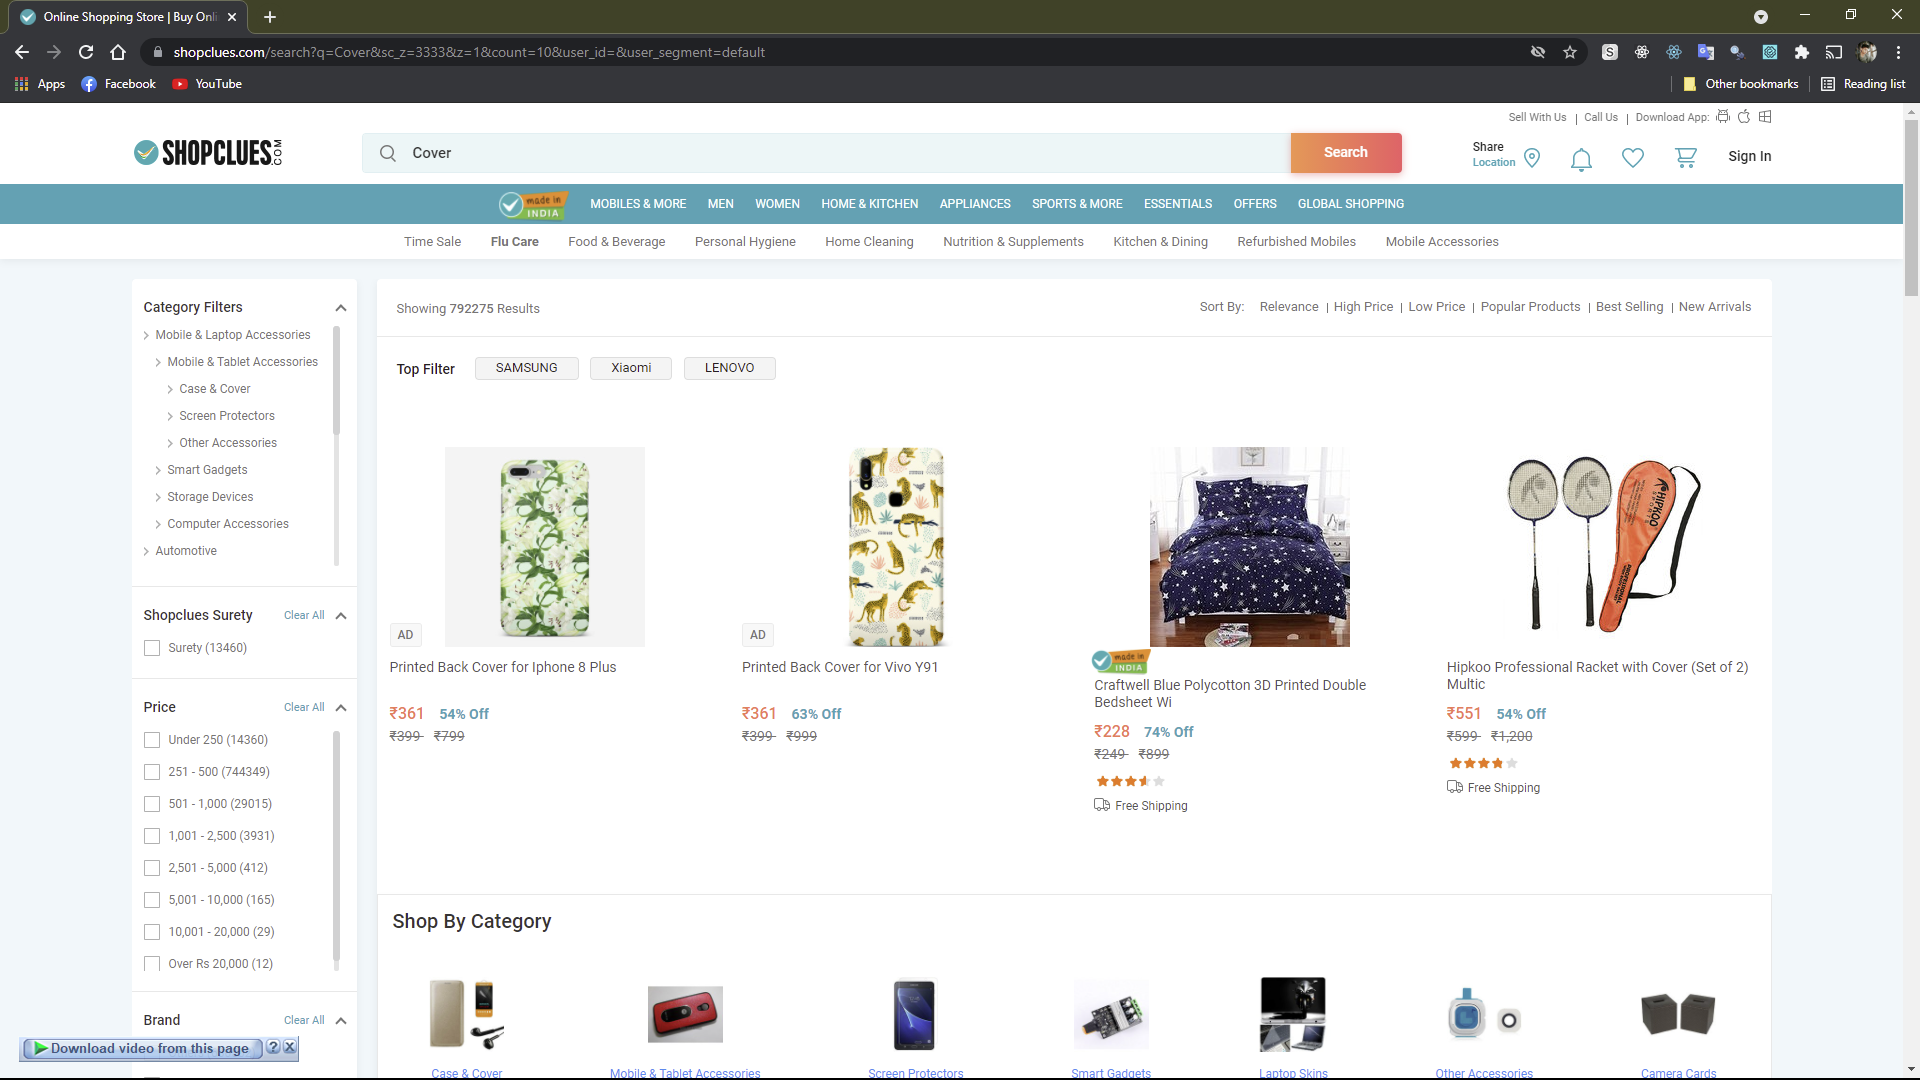 Online Shopping Store | Buy Onli
shopclues.com/search?q=Cover&sc_z=3333&z=1&count=10&user_id=&user_segment=default
Apps
Facebook
YouTube
Other bookmarks
Reading list
Sell With Us | Call Us | Download App:
SHOPCLUES.COM
Cover
Search
Share
Location
Sign In
made in
INDIA
MOBILES & MORE
MEN
WOMEN
HOME & KITCHEN
APPLIANCES
SPORTS & MORE
ESSENTIALS
OFFERS
GLOBAL SHOPPING
Time Sale
Flu Care
Food & Beverage
Personal Hygiene
Home Cleaning
Nutrition & Supplements
Kitchen & Dining
Refurbished Mobiles
Mobile Accessories
Category Filters
Mobile & Laptop Accessories
Mobile & Tablet Accessories
Case & Cover
Screen Protectors
Other Accessories
Smart Gadgets
Storage Devices
Computer Accessories
Automotive
Shopclues Surety
Clear All
Surety (13460)
Price
Clear All
Under 250 (14360)
251 - 500 (744349)
501 - 1,000 (29015)
1,001 - 2,500 (3931)
2,501 - 5,000 (412)
5,001 - 10,000 (165)
10,001 - 20,000 (29)
Over Rs 20,000 (12)
Brand
Clear All
Download video from this page ? X
Showing 792275 Results
Sort By: Relevance | High Price | Low Price | Popular Products | Best Selling | New Arrivals
Top Filter
SAMSUNG
Xiaomi
LENOVO
AD
Printed Back Cover for Iphone 8 Plus
₹361 54% Off
₹399 ₹799
AD
Printed Back Cover for Vivo Y91
₹361 63% Off
₹399 ₹999
made in
INDIA
Craftwell Blue Polycotton 3D Printed Double
Bedsheet Wi
₹228 74% Off
₹249 ₹899
Free Shipping
HIPKOO
PROFESSIONAL
Hipkoo Professional Racket with Cover (Set of 2)
Multic
₹551 54% Off
₹599 ₹1,200
Free Shipping
Shop By Category
Case & Cover
Mobile & Tablet Accessories
Screen Protectors
Smart Gadgets
Laptop Skins
Other Accessories
Camera Cards